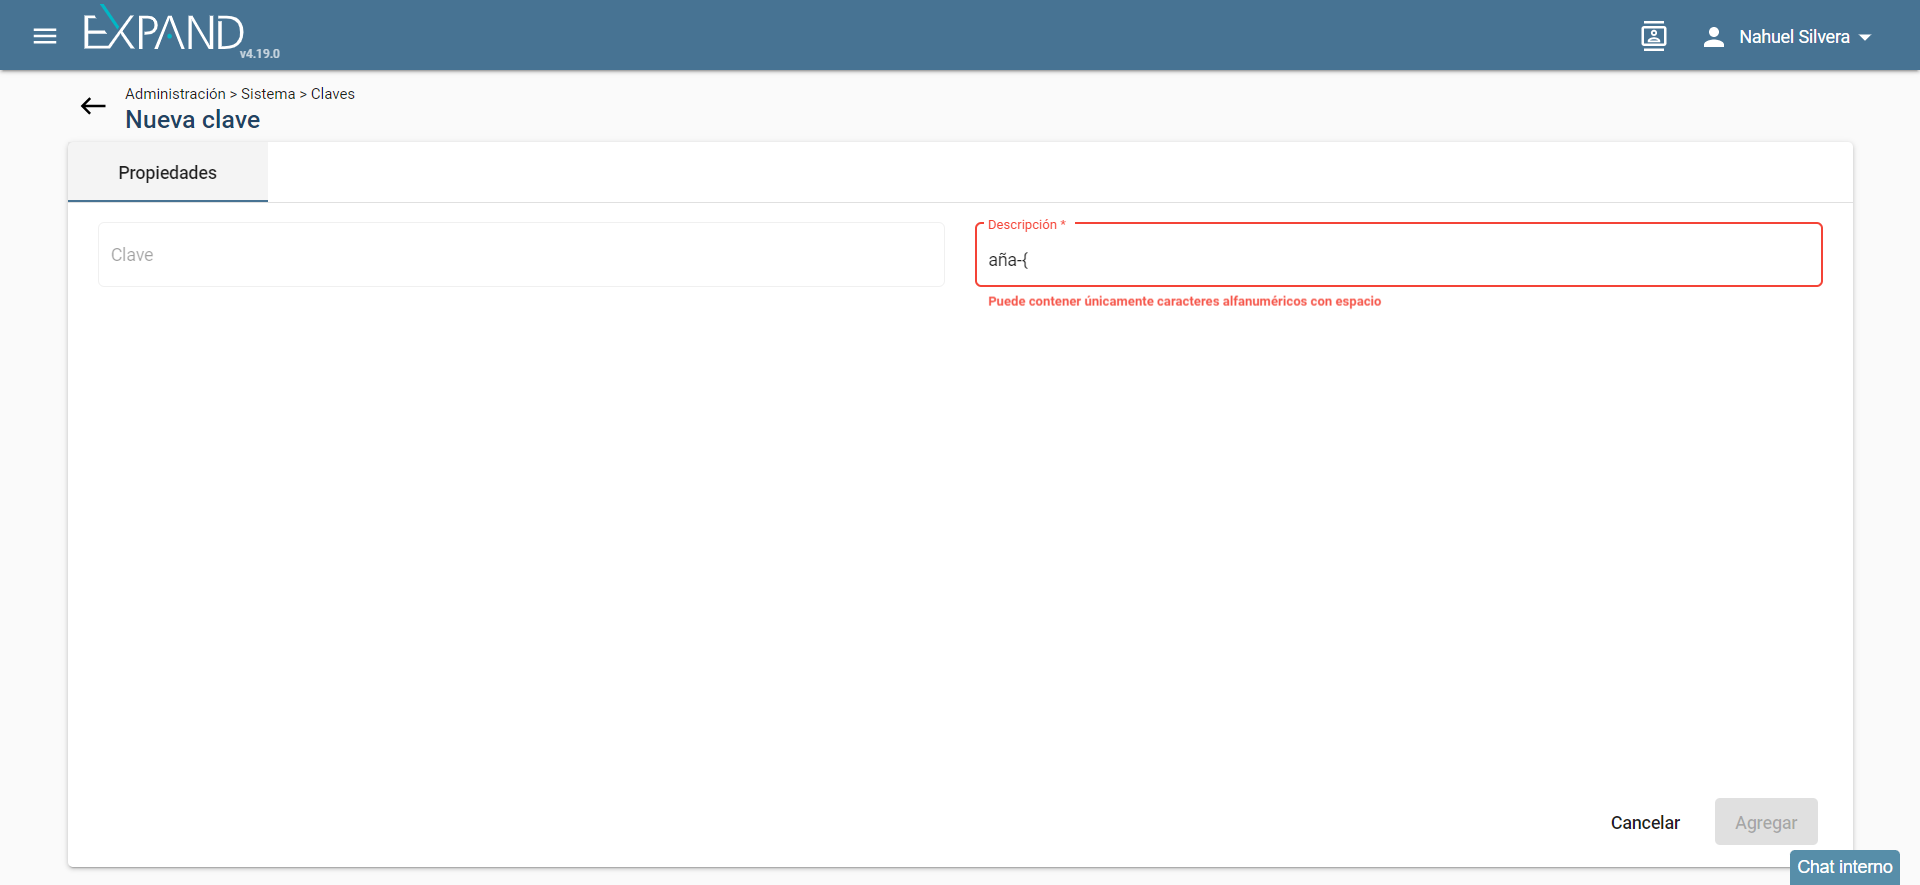 EXPAND
v4.19.0
Nahuel Silvera
Administración > Sistema > Claves
Nueva clave
Propiedades
Clave
Descripción *
aña-{
Puede contener únicamente caracteres alfanuméricos con espacio
Cancelar
Agregar
Chat interno